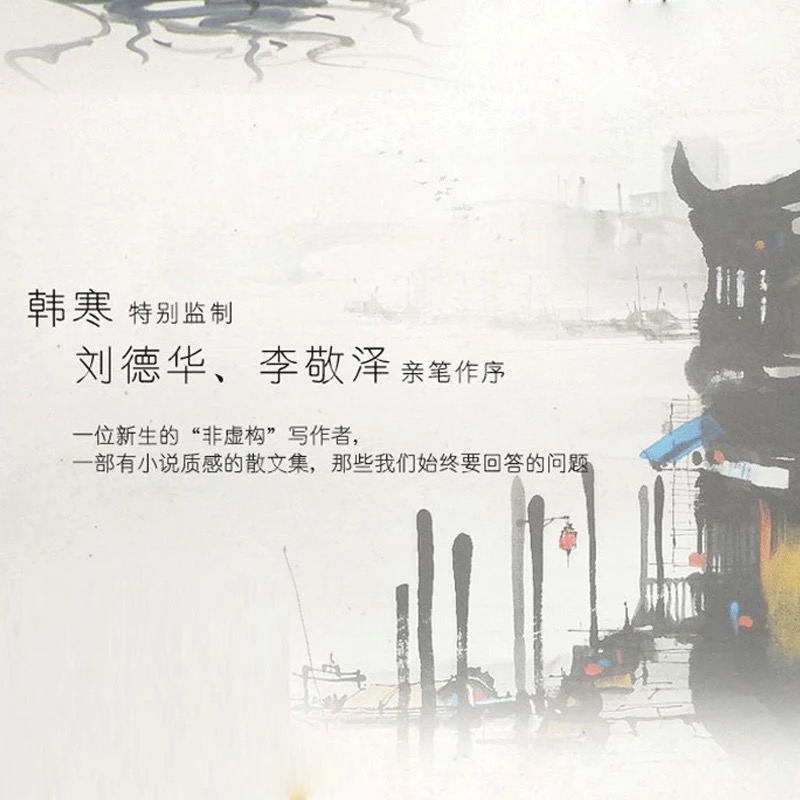 韩寒 特别监制
刘德华、李敬泽 亲笔作序
一位新生的“非虚构”写作者，
一部有小说质感的散文集，那些我们始终要回答的问题